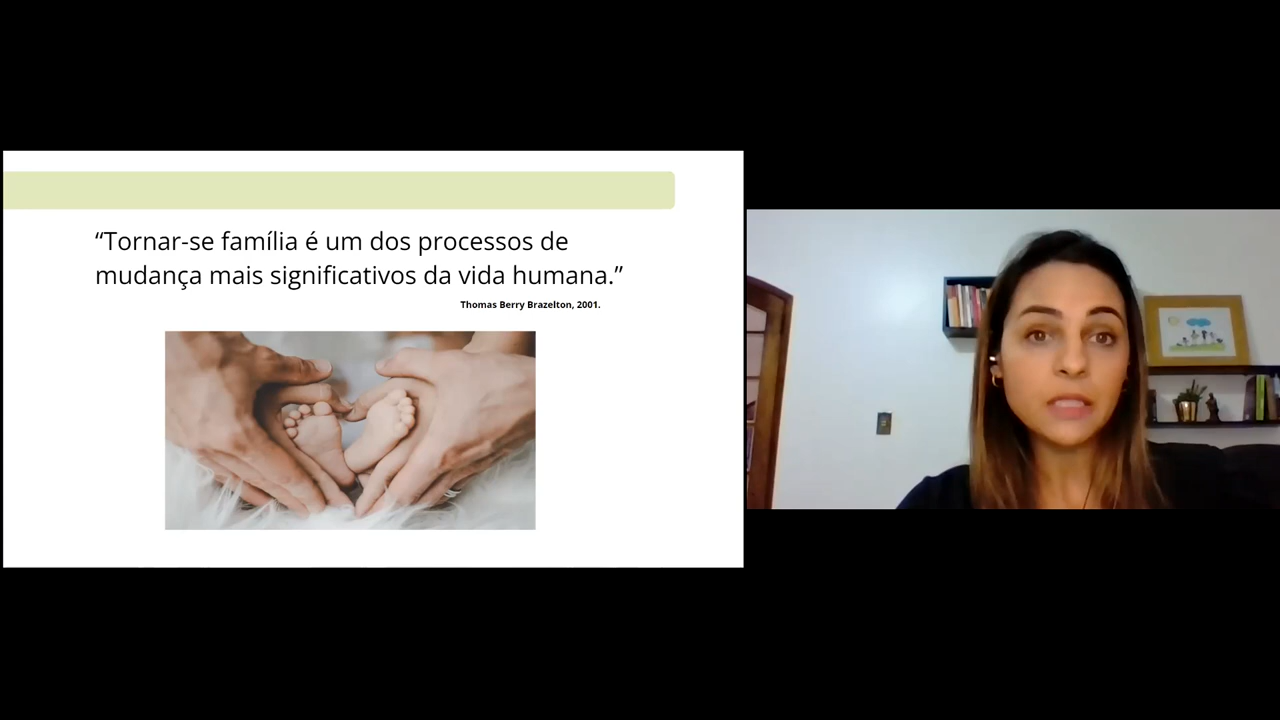 “Tornar-se família é um dos processos de
mudança mais significativos da vida humana.”
Thomas Berry Brazelton, 2001.